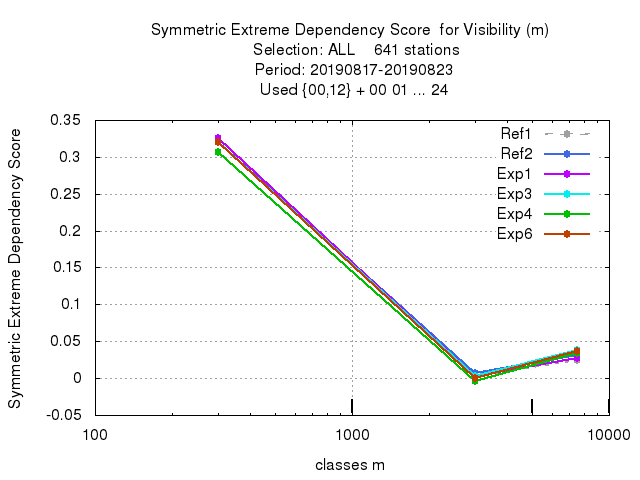 Symmetric Extreme Dependency Score  for Visibility (m)
Selection: ALL    641 stations
Period: 20190817-20190823
Used {00,12} + 00 01 ... 24
Symmetric Extreme Dependency Score
0.35
0.3
0.25
0.2
0.15
0.1
0.05
0
-0.05
Ref1
Ref2
Exp1
Exp3
Exp4
Exp6
100
1000
10000
classes m